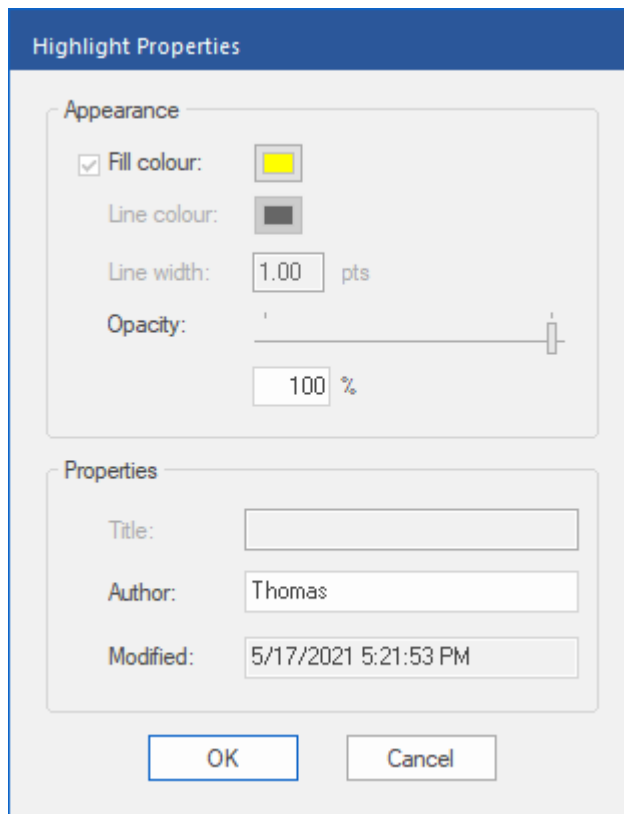 Highlight Properties
Appearance
Fill colour:
Line colour:
Line width: 1.00 pts
Opacity:
100 %
Properties
Title:
Author: Thomas
Modified: 5/17/2021 5:21:53 PM
OK Cancel